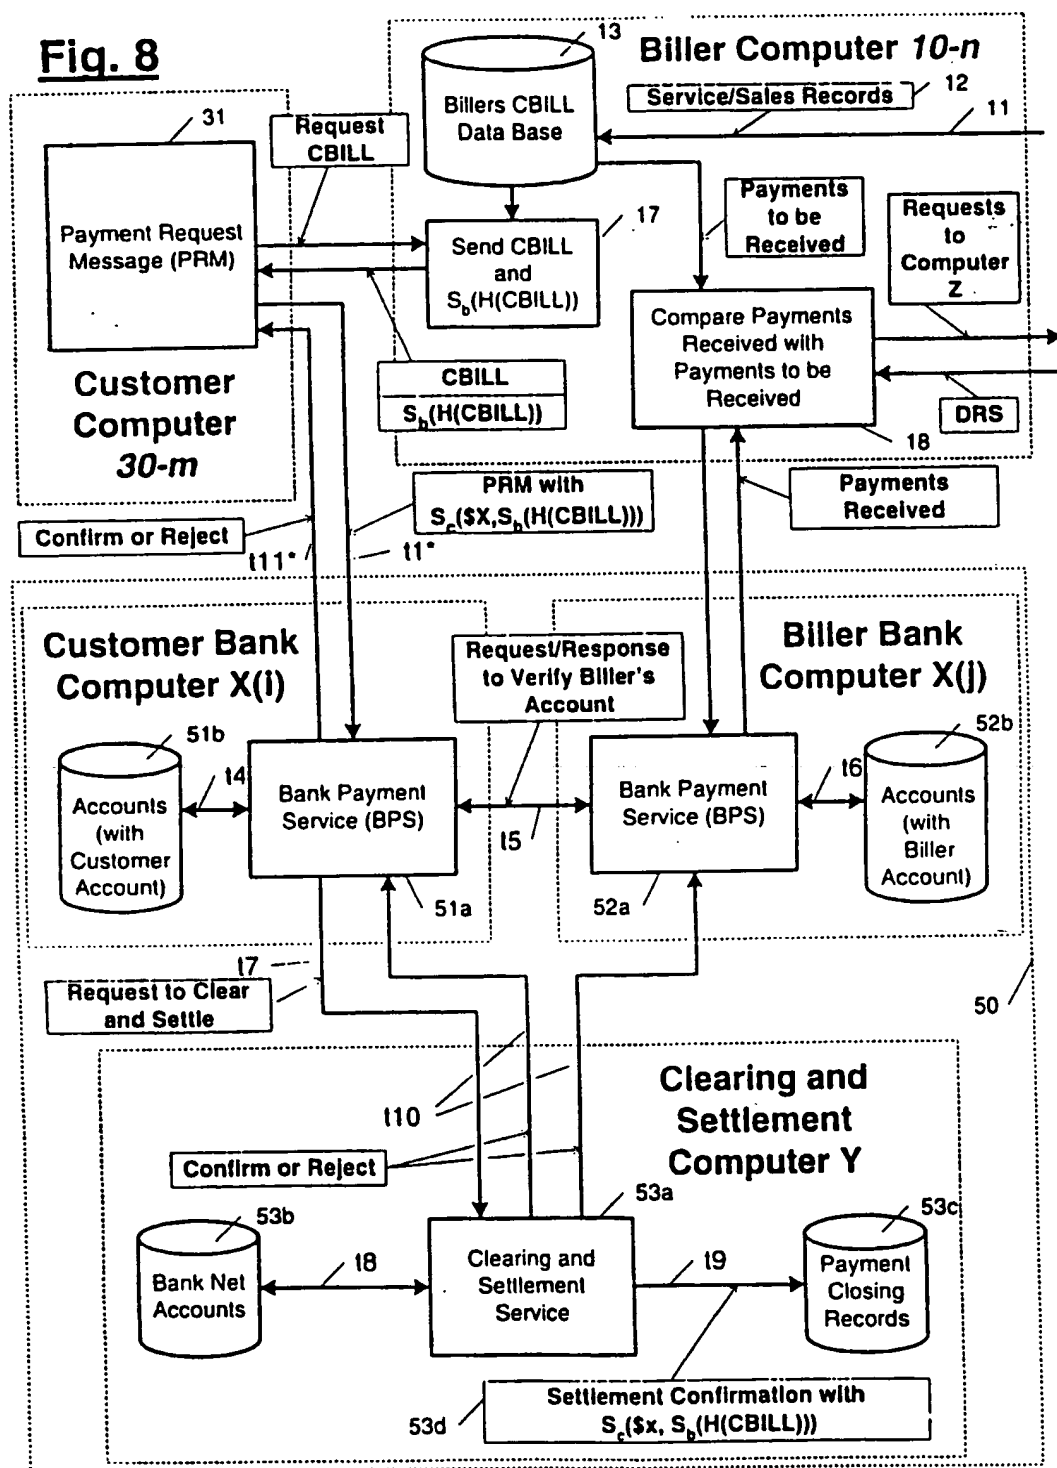 Fig. 8
13
Biller Computer 10-n
Billers CBILL
Data Base
Service/Sales Records
12
11
31
Request
CBILL
Payment Request
Message (PRM)
Send CBILL
and
S_b(H(CBILL))
17
Payments
to be
Received
Requests
to
Computer
Z
Compare Payments
Received with
Payments to be
Received
CBILL
S_b(H(CBILL))
DRS
18
Customer
Computer
30-m
PRM with
S_c($X,S_b(H(CBILL)))
Payments
Received
Confirm or Reject
t11*
t1*
Customer Bank
Computer X(i)
Request/Response
to Verify Biller's
Account
Biller Bank
Computer X(j)
51b
t4
Accounts
(with
Customer
Account)
Bank Payment
Service (BPS)
t5
Bank Payment
Service (BPS)
t6
52b
Accounts
(with
Biller
Account)
51a
52a
t7
Request to Clear
and Settle
50
Clearing and
Settlement
Computer Y
t10
Confirm or Reject
53a
53b
53c
Bank Net
Accounts
t8
Clearing and
Settlement
Service
t9
Payment
Closing
Records
53d
Settlement Confirmation with
S_c($x, S_b(H(CBILL)))